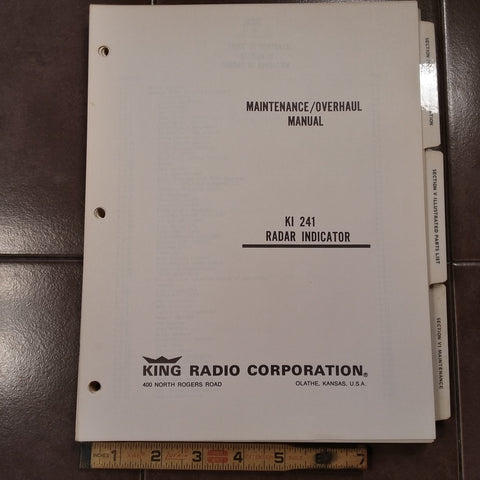 MAINTENANCE/OVERHAUL
MANUAL
KI 241
RADAR INDICATOR
KING RADIO CORPORATION®
400 NORTH ROGERS ROAD
OLATHE, KANSAS, U.S.A.
SECTION V ILLUSTRATED PARTS LIST
SECTION VI MAINTENANCE
INCHES 1 2 3 4 5 6 7